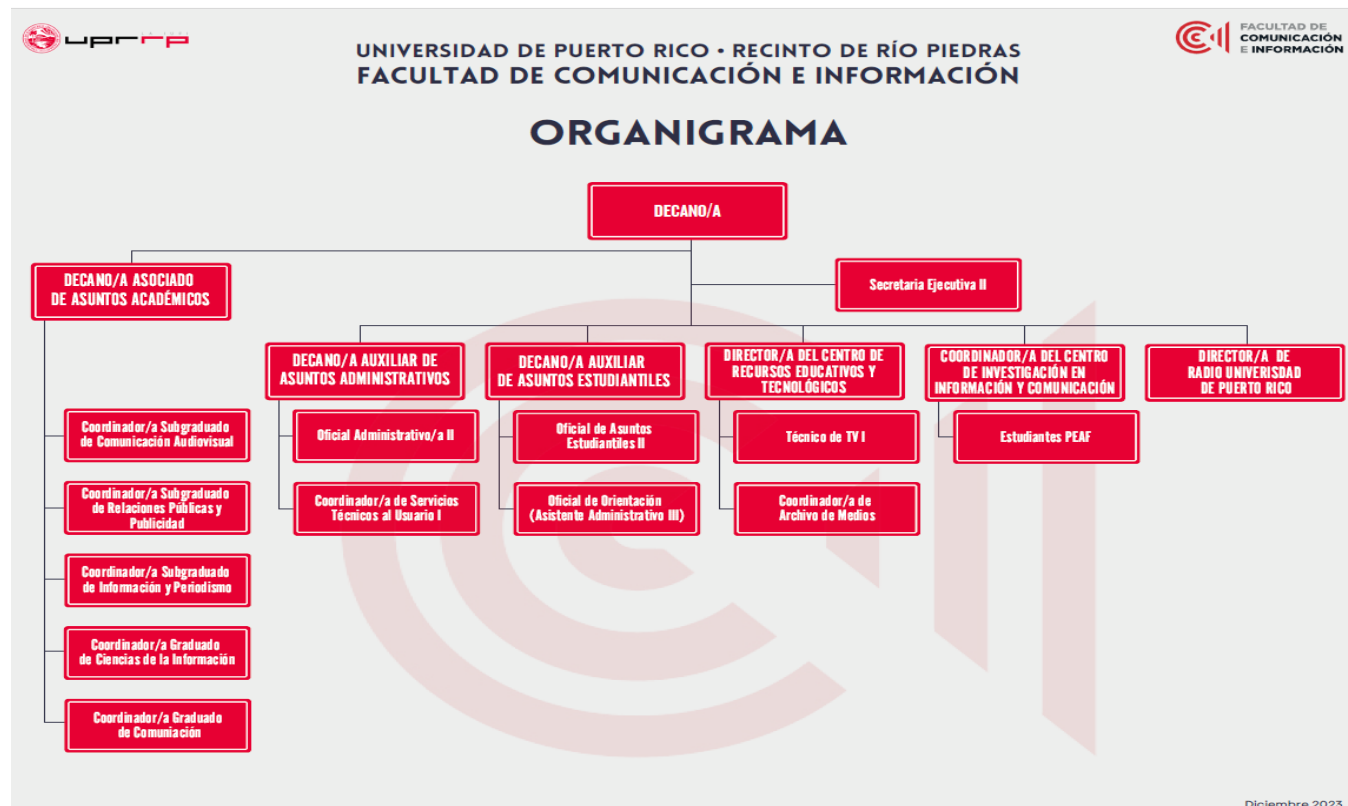 uprrp
FACULTAD DE
COMUNICACIÓN
E INFORMACIÓN
UNIVERSIDAD DE PUERTO RICO • RECINTO DE RÍO PIEDRAS
FACULTAD DE COMUNICACIÓN E INFORMACIÓN
ORGANIGRAMA
DECANO/A
DECANO/A ASOCIADO
DE ASUNTOS ACADÉMICOS
Secretaria Ejecutiva II
DECANO/A AUXILIAR DE
ASUNTOS ADMINISTRATIVOS
DECANO/A AUXILIAR
DE ASUNTOS ESTUDIANTILES
DIRECTOR/A DEL CENTRO DE
RECURSOS EDUCATIVOS Y
TECNOLÓGICOS
COORDINADOR/A DEL CENTRO
DE INVESTIGACIÓN EN
INFORMACIÓN Y COMUNICACIÓN
DIRECTOR/A DE
RADIO UNIVERISDAD
DE PUERTO RICO
Coordinador/a Subgraduado
de Comunicación Audiovisual
Coordinador/a Subgraduado
de Relaciones Públicas y
Publicidad
Coordinador/a Subgraduado
de Información y Periodismo
Coordinador/a Graduado
de Ciencias de la Información
Coordinador/a Graduado
de Comuniación
Oficial Administrativo/a II
Coordinador/a de Servicios
Técnicos al Usuario I
Oficial de Asuntos
Estudiantiles II
Oficial de Orientación
(Asistente Administrativo III)
Técnico de TV I
Coordinador/a de
Archivo de Medios
Estudiantes PEAF
Diciembre 2023